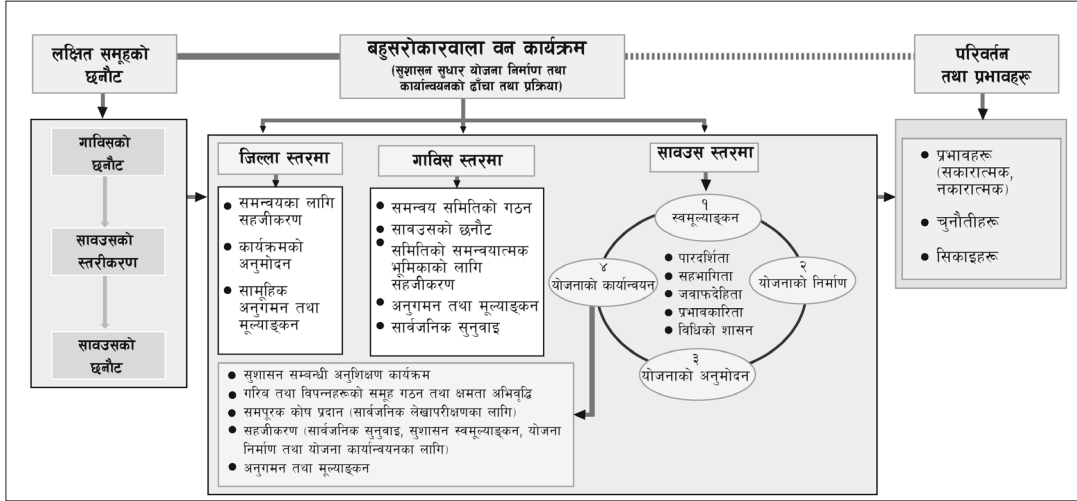 लक्षित समूहको
छनौट
बहुसरोकारवाला वन कार्यक्रम
(सुशासन सुधार योजना निर्माण तथा
कार्यान्वयनको ढाँचा तथा प्रक्रिया)
परिवर्तन
तथा प्रभावहरू
गाविसको
छनौट
सावउसको
स्तरीकरण
सावउसको
छनौट
जिल्ला स्तरमा
● समन्वयका लागि
सहजीकरण
● कार्यक्रमको
अनुमोदन
● सामूहिक
अनुगमन तथा
मूल्याङ्कन
गाविस स्तरमा
● समन्वय समितिको गठन
● सावउसको छनौट
● समितिको समन्वयात्मक
भूमिकाको लागि
सहजीकरण
● अनुगमन तथा मूल्याङ्कन
● सार्वजनिक सुनुवाइ
सावउस स्तरमा
१
स्वमूल्याङ्कन
२
योजनाको निर्माण
३
योजनाको अनुमोदन
४
योजनाको कार्यान्वयन
● पारदर्शिता
● सहभागिता
● जवाफदेहिता
● प्रभावकारिता
● विधिको शासन
● सुशासन सम्बन्धी अनुशिक्षण कार्यक्रम
● गरिब तथा विपन्नहरूको समूह गठन तथा क्षमता अभिवृद्धि
● समपूरक कोष प्रदान (सार्वजनिक लेखापरीक्षणका लागि)
● सहजीकरण (सार्वजनिक सुनुवाइ, सुशासन स्वमूल्याङ्कन, योजना
निर्माण तथा योजना कार्यान्वयनका लागि)
● अनुगमन तथा मूल्याङ्कन
● प्रभावहरू
(सकारात्मक,
नकारात्मक)
● चुनौतीहरू
● सिकाइहरू